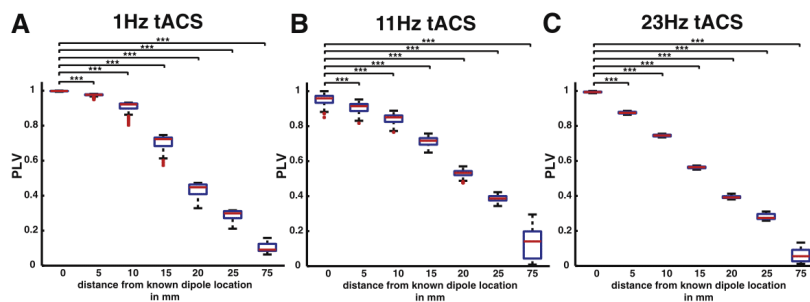 A
1Hz tACS
***
***
***
***
***
***
PLV
1
0.8
0.6
0.4
0.2
0
0 5 10 15 20 25 75
distance from known dipole location
in mm
B
11Hz tACS
***
***
***
***
***
***
PLV
1
0.8
0.6
0.4
0.2
0
0 5 10 15 20 25 75
distance from known dipole location
in mm
C
23Hz tACS
***
***
***
***
***
***
PLV
1
0.8
0.6
0.4
0.2
0
0 5 10 15 20 25 75
distance from known dipole location
in mm